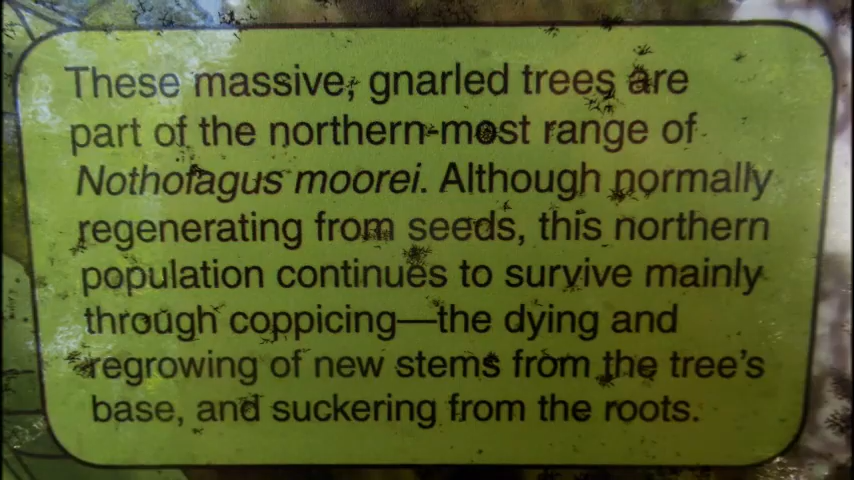 These massive, gnarled trees are
part of the northern-most range of
Nothofagus moorei. Although normally
regenerating from seeds, this northern
population continues to survive mainly
through coppicing—the dying and
regrowing of new stems from the tree's
base, and suckering from the roots.